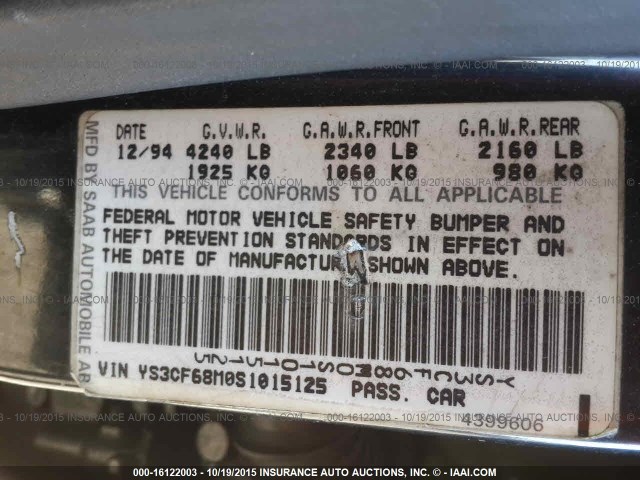 MFD BY SAAB AUTOMOBILE AB
DATE G.V.W.R. G.A.W.R.FRONT G.A.W.R.REAR
12/94 4240 LB 2340 LB 2160 LB
1925 KG 1060 KG 980 KG
THIS VEHICLE CONFORMS TO ALL APPLICABLE
FEDERAL MOTOR VEHICLE SAFETY BUMPER AND
THEFT PREVENTION STANDARDS IN EFFECT ON
THE DATE OF MANUFACTUR SHOWN ABOVE.
YS3CF68M0S1015125
VIN YS3CF68M0S1015125 PASS. CAR
4399606
000-16122003 - 10/19/2015 INSURANCE AUTO AUCTIONS, INC. © - IAAI.COM